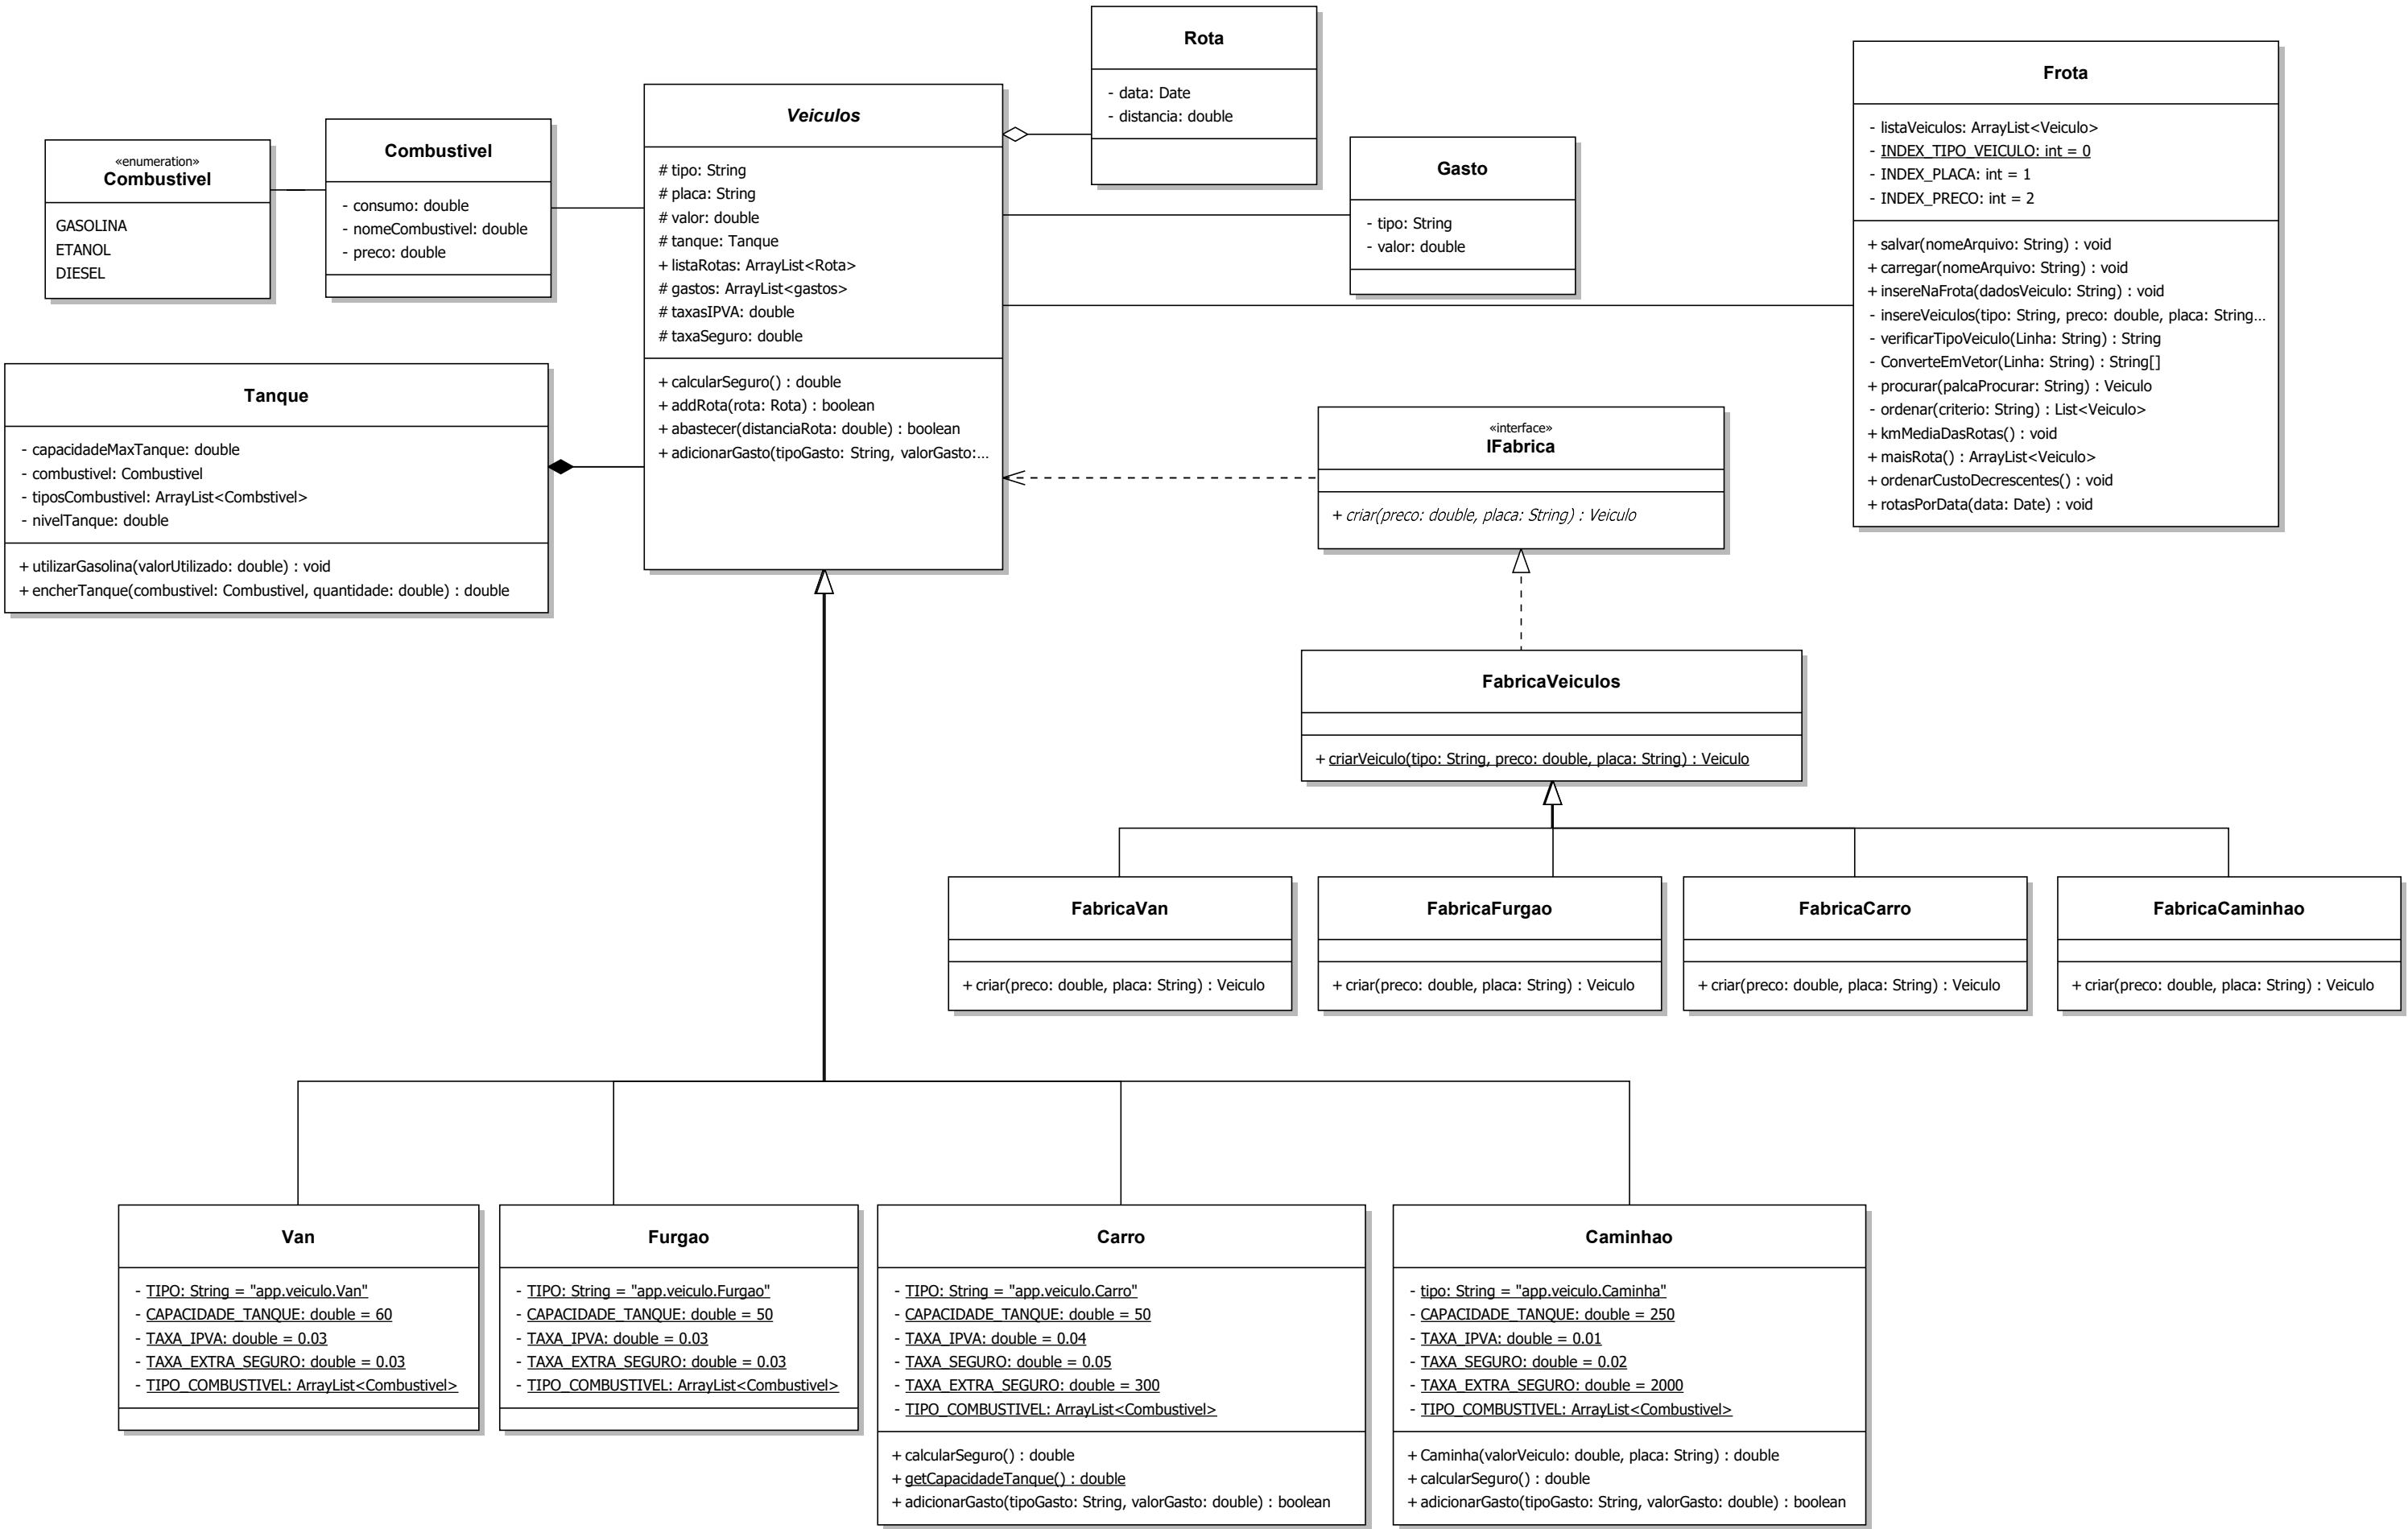 Rota
- data: Date
- distancia: double
Frota
- listaVeiculos: ArrayList<Veiculo>
- INDEX_TIPO_VEICULO: int = 0
- INDEX_PLACA: int = 1
- INDEX_PRECO: int = 2
+ salvar(nomeArquivo: String) : void
+ carregar(nomeArquivo: String) : void
+ insereNaFrota(dadosVeiculo: String) : void
- insereVeiculos(tipo: String, preco: double, placa: String...
- verificarTipoVeiculo(Linha: String) : String
- ConverteEmVetor(Linha: String) : String[]
+ procurar(palcaProcurar: String) : Veiculo
- ordenar(criterio: String) : List<Veiculo>
+ kmMediaDasRotas() : void
+ maisRota() : ArrayList<Veiculo>
+ ordenarCustoDecrescentes() : void
+ rotasPorData(data: Date) : void
Veiculos
# tipo: String
# placa: String
# valor: double
# tanque: Tanque
+ listaRotas: ArrayList<Rota>
# gastos: ArrayList<gastos>
# taxasIPVA: double
# taxaSeguro: double
+ calcularSeguro() : double
+ addRota(rota: Rota) : boolean
+ abastecer(distanciaRota: double) : boolean
+ adicionarGasto(tipoGasto: String, valorGasto:...
Combustivel
- consumo: double
- nomeCombustivel: double
- preco: double
«enumeration»
Combustivel
GASOLINA
ETANOL
DIESEL
Gasto
- tipo: String
- valor: double
Tanque
- capacidadeMaxTanque: double
- combustivel: Combustivel
- tiposCombustivel: ArrayList<Combstivel>
- nivelTanque: double
+ utilizarGasolina(valorUtilizado: double) : void
+ encherTanque(combustivel: Combustivel, quantidade: double) : double
«interface»
IFabrica
+ criar(preco: double, placa: String) : Veiculo
FabricaVeiculos
+ criarVeiculo(tipo: String, preco: double, placa: String) : Veiculo
FabricaVan
+ criar(preco: double, placa: String) : Veiculo
FabricaFurgao
+ criar(preco: double, placa: String) : Veiculo
FabricaCarro
+ criar(preco: double, placa: String) : Veiculo
FabricaCaminhao
+ criar(preco: double, placa: String) : Veiculo
Van
- TIPO: String = "app.veiculo.Van"
- CAPACIDADE_TANQUE: double = 60
- TAXA_IPVA: double = 0.03
- TAXA_EXTRA_SEGURO: double = 0.03
- TIPO_COMBUSTIVEL: ArrayList<Combustivel>
Furgao
- TIPO: String = "app.veiculo.Furgao"
- CAPACIDADE_TANQUE: double = 50
- TAXA_IPVA: double = 0.03
- TAXA_EXTRA_SEGURO: double = 0.03
- TIPO_COMBUSTIVEL: ArrayList<Combustivel>
Carro
- TIPO: String = "app.veiculo.Carro"
- CAPACIDADE_TANQUE: double = 50
- TAXA_IPVA: double = 0.04
- TAXA_SEGURO: double = 0.05
- TAXA_EXTRA_SEGURO: double = 300
- TIPO_COMBUSTIVEL: ArrayList<Combustivel>
+ calcularSeguro() : double
+ getCapacidadeTanque() : double
+ adicionarGasto(tipoGasto: String, valorGasto: double) : boolean
Caminhao
- tipo: String = "app.veiculo.Caminha"
- CAPACIDADE_TANQUE: double = 250
- TAXA_IPVA: double = 0.01
- TAXA_SEGURO: double = 0.02
- TAXA_EXTRA_SEGURO: double = 2000
- TIPO_COMBUSTIVEL: ArrayList<Combustivel>
+ Caminha(valorVeiculo: double, placa: String) : double
+ calcularSeguro() : double
+ adicionarGasto(tipoGasto: String, valorGasto: double) : boolean